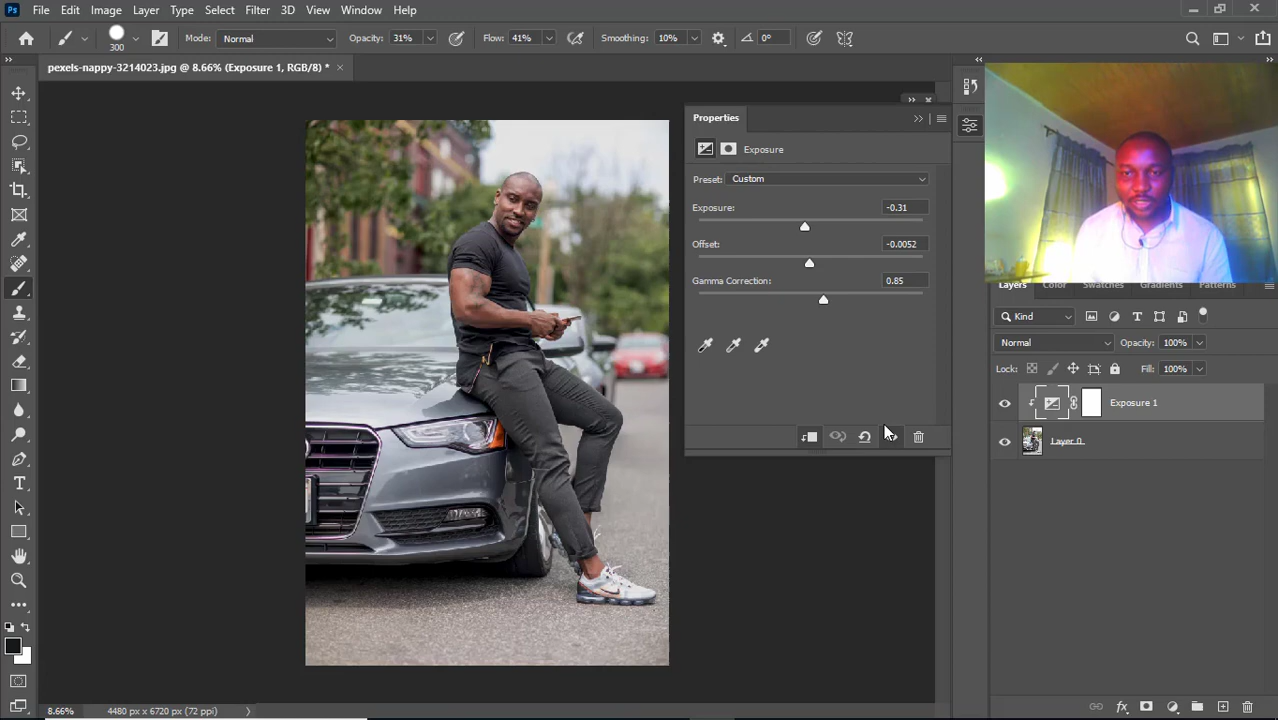 Ps File Edit Image Layer Type Select Filter 3D View Window Help
300 Mode: Normal Opacity: 31% Flow: 41% Smoothing: 10% 0°
pexels-nappy-3214023.jpg @ 8.66% (Exposure 1, RGB/8) *
Properties
Exposure
Preset: Custom
Exposure: -0.31
Offset: -0.0052
Gamma Correction: 0.85
Layers Color Swatches Gradients Patterns
Kind
Normal Opacity: 100%
Lock: Fill: 100%
Exposure 1
Layer 0
8.66% 4480 px x 6720 px (72 ppi)